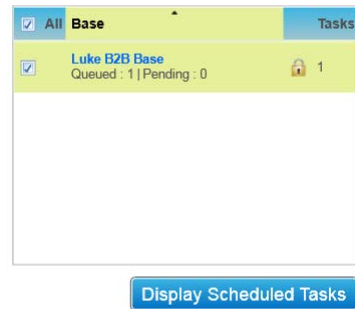 All Base Tasks
Luke B2B Base
Queued : 1 | Pending : 0 1
Display Scheduled Tasks